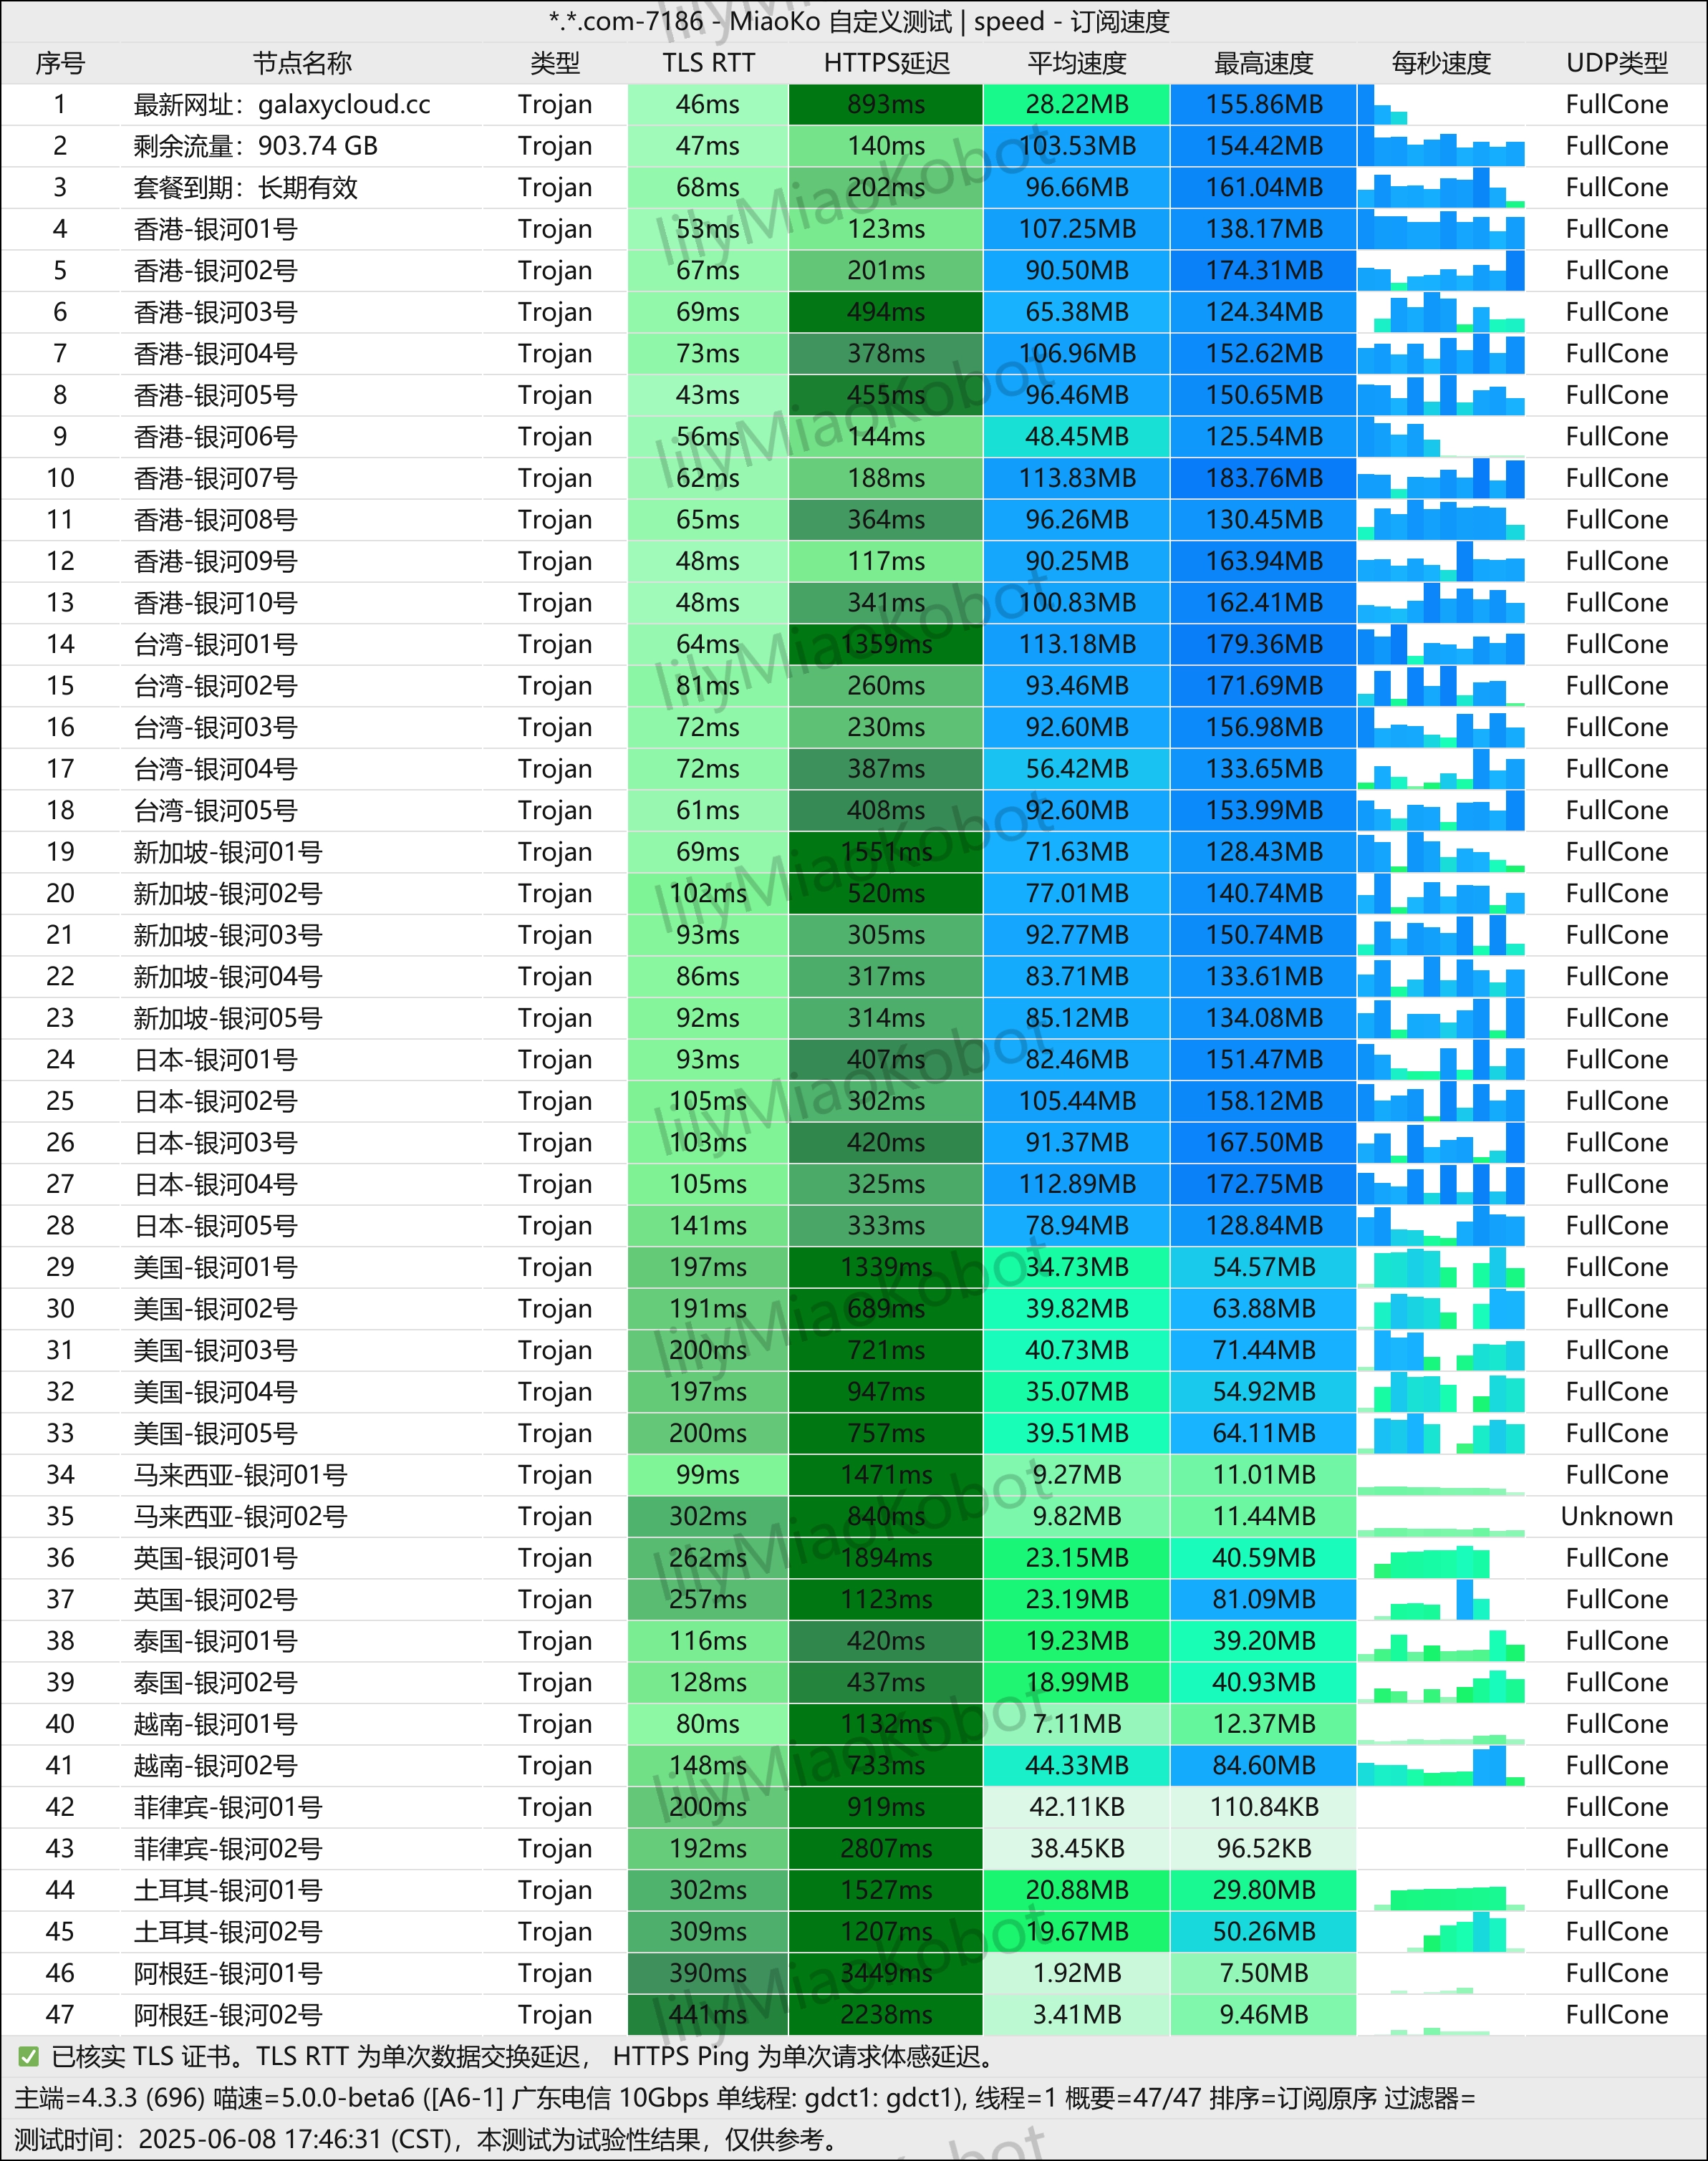 *.*.com-7186 - MiaoKo 自定义测试 | speed - 订阅速度
序号 节点名称 类型 TLS RTT HTTPS延迟 平均速度 最高速度 每秒速度 UDP类型
1 最新网址：galaxycloud.cc Trojan 46ms 893ms 28.22MB 155.86MB FullCone
2 剩余流量：903.74 GB Trojan 47ms 140ms 103.53MB 154.42MB FullCone
3 套餐到期：长期有效 Trojan 68ms 202ms 96.66MB 161.04MB FullCone
4 香港-银河01号 Trojan 53ms 123ms 107.25MB 138.17MB FullCone
5 香港-银河02号 Trojan 67ms 201ms 90.50MB 174.31MB FullCone
6 香港-银河03号 Trojan 69ms 494ms 65.38MB 124.34MB FullCone
7 香港-银河04号 Trojan 73ms 378ms 106.96MB 152.62MB FullCone
8 香港-银河05号 Trojan 43ms 455ms 96.46MB 150.65MB FullCone
9 香港-银河06号 Trojan 56ms 144ms 48.45MB 125.54MB FullCone
10 香港-银河07号 Trojan 62ms 188ms 113.83MB 183.76MB FullCone
11 香港-银河08号 Trojan 65ms 364ms 96.26MB 130.45MB FullCone
12 香港-银河09号 Trojan 48ms 117ms 90.25MB 163.94MB FullCone
13 香港-银河10号 Trojan 48ms 341ms 100.83MB 162.41MB FullCone
14 台湾-银河01号 Trojan 64ms 1359ms 113.18MB 179.36MB FullCone
15 台湾-银河02号 Trojan 81ms 260ms 93.46MB 171.69MB FullCone
16 台湾-银河03号 Trojan 72ms 230ms 92.60MB 156.98MB FullCone
17 台湾-银河04号 Trojan 72ms 387ms 56.42MB 133.65MB FullCone
18 台湾-银河05号 Trojan 61ms 408ms 92.60MB 153.99MB FullCone
19 新加坡-银河01号 Trojan 69ms 1551ms 71.63MB 128.43MB FullCone
20 新加坡-银河02号 Trojan 102ms 520ms 77.01MB 140.74MB FullCone
21 新加坡-银河03号 Trojan 93ms 305ms 92.77MB 150.74MB FullCone
22 新加坡-银河04号 Trojan 86ms 317ms 83.71MB 133.61MB FullCone
23 新加坡-银河05号 Trojan 92ms 314ms 85.12MB 134.08MB FullCone
24 日本-银河01号 Trojan 93ms 407ms 82.46MB 151.47MB FullCone
25 日本-银河02号 Trojan 105ms 302ms 105.44MB 158.12MB FullCone
26 日本-银河03号 Trojan 103ms 420ms 91.37MB 167.50MB FullCone
27 日本-银河04号 Trojan 105ms 325ms 112.89MB 172.75MB FullCone
28 日本-银河05号 Trojan 141ms 333ms 78.94MB 128.84MB FullCone
29 美国-银河01号 Trojan 197ms 1339ms 34.73MB 54.57MB FullCone
30 美国-银河02号 Trojan 191ms 689ms 39.82MB 63.88MB FullCone
31 美国-银河03号 Trojan 200ms 721ms 40.73MB 71.44MB FullCone
32 美国-银河04号 Trojan 197ms 947ms 35.07MB 54.92MB FullCone
33 美国-银河05号 Trojan 200ms 757ms 39.51MB 64.11MB FullCone
34 马来西亚-银河01号 Trojan 99ms 1471ms 9.27MB 11.01MB FullCone
35 马来西亚-银河02号 Trojan 302ms 840ms 9.82MB 11.44MB Unknown
36 英国-银河01号 Trojan 262ms 1894ms 23.15MB 40.59MB FullCone
37 英国-银河02号 Trojan 257ms 1123ms 23.19MB 81.09MB FullCone
38 泰国-银河01号 Trojan 116ms 420ms 19.23MB 39.20MB FullCone
39 泰国-银河02号 Trojan 128ms 437ms 18.99MB 40.93MB FullCone
40 越南-银河01号 Trojan 80ms 1132ms 7.11MB 12.37MB FullCone
41 越南-银河02号 Trojan 148ms 733ms 44.33MB 84.60MB FullCone
42 菲律宾-银河01号 Trojan 200ms 919ms 42.11KB 110.84KB FullCone
43 菲律宾-银河02号 Trojan 192ms 2807ms 38.45KB 96.52KB FullCone
44 土耳其-银河01号 Trojan 302ms 1527ms 20.88MB 29.80MB FullCone
45 土耳其-银河02号 Trojan 309ms 1207ms 19.67MB 50.26MB FullCone
46 阿根廷-银河01号 Trojan 390ms 3449ms 1.92MB 7.50MB FullCone
47 阿根廷-银河02号 Trojan 441ms 2238ms 3.41MB 9.46MB FullCone
✅ 已核实 TLS 证书。TLS RTT 为单次数据交换延迟， HTTPS Ping 为单次请求体感延迟。
主端=4.3.3 (696) 喵速=5.0.0-beta6 ([A6-1] 广东电信 10Gbps 单线程: gdct1: gdct1), 线程=1 概要=47/47 排序=订阅原序 过滤器=
测试时间：2025-06-08 17:46:31 (CST)，本测试为试验性结果，仅供参考。
lilyMiaoKobot
lilyMiaoKobot
lilyMiaoKobot
lilyMiaoKobot
lilyMiaoKobot
lilyMiaoKobot
lilyMiaoKobot
lilyMiaoKobot
lilyMiaoKobot